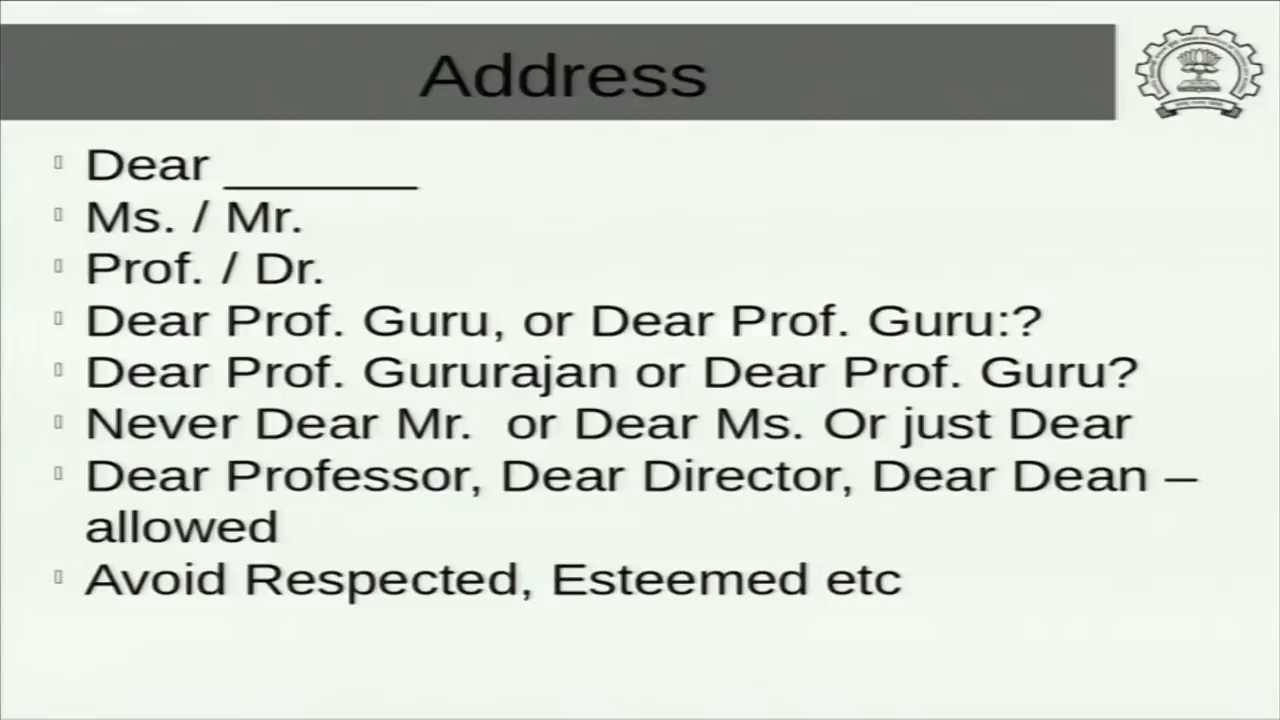 Address
Dear ______
Ms. / Mr.
Prof. / Dr.
Dear Prof. Guru, or Dear Prof. Guru:?
Dear Prof. Gururajan or Dear Prof. Guru?
Never Dear Mr.  or Dear Ms. Or just Dear
Dear Professor, Dear Director, Dear Dean –
allowed
Avoid Respected, Esteemed etc